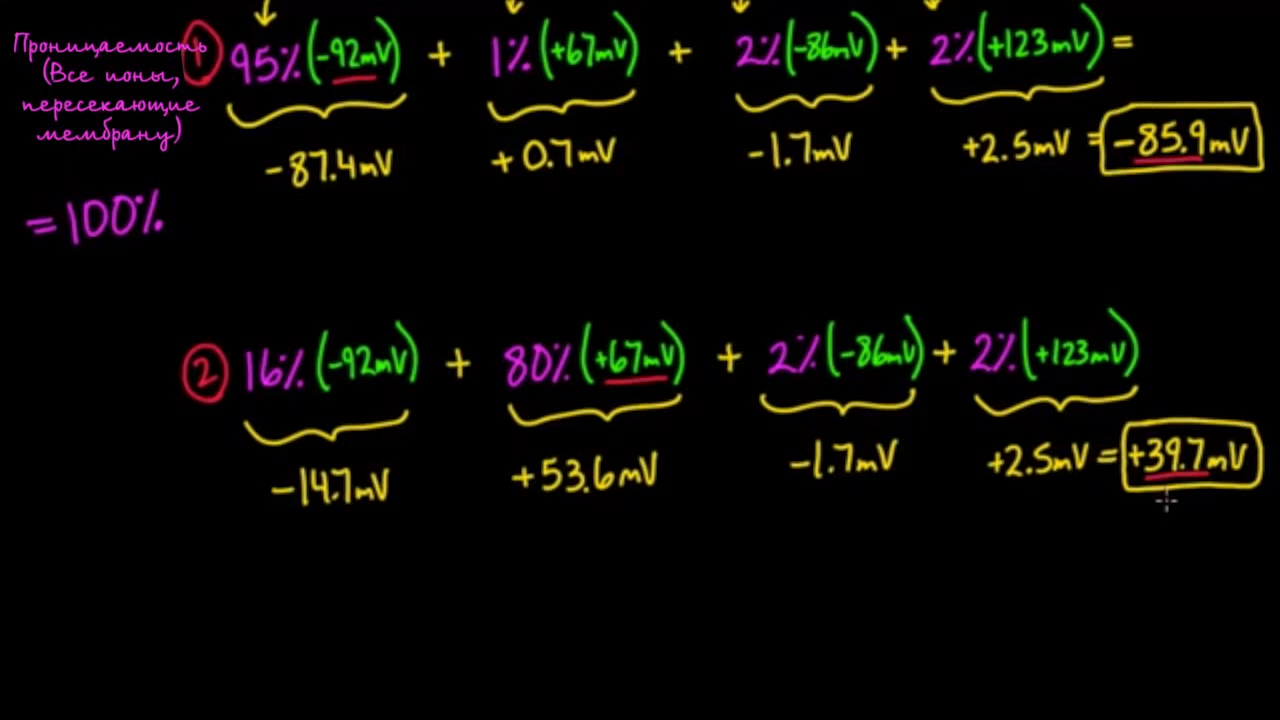 Проницаемость
(Все ионы,
пересекающие
мембрану)
= 100%
1 95% (-92mV) + 1% (+67mV) + 2% (-86mV) + 2% (+123mV) =
-87.4mV +0.7mV -1.7mV +2.5mV = -85.9mV
2 16% (-92mV) + 80% (+67mV) + 2% (-86mV) + 2% (+123mV)
-14.7mV +53.6mV -1.7mV +2.5mV = +39.7mV